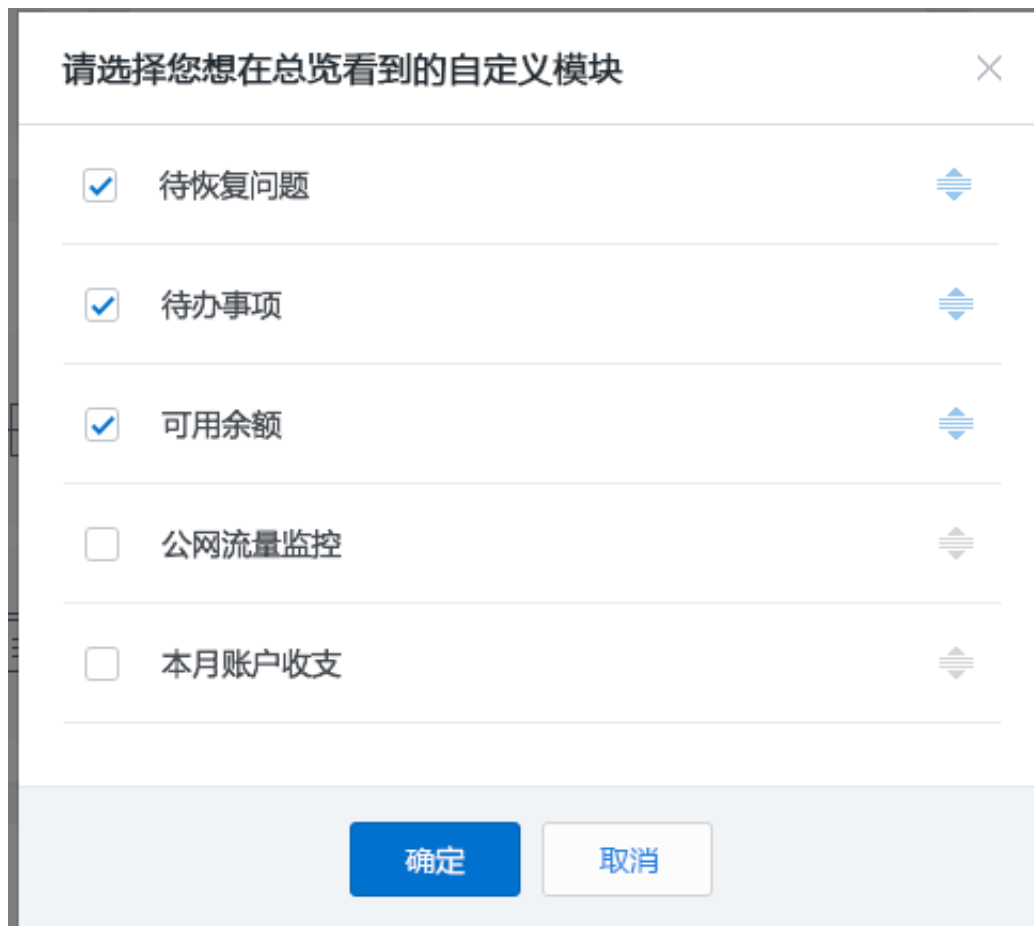 请选择您想在总览看到的自定义模块
待恢复问题
待办事项
可用余额
公网流量监控
本月账户收支
确定
取消